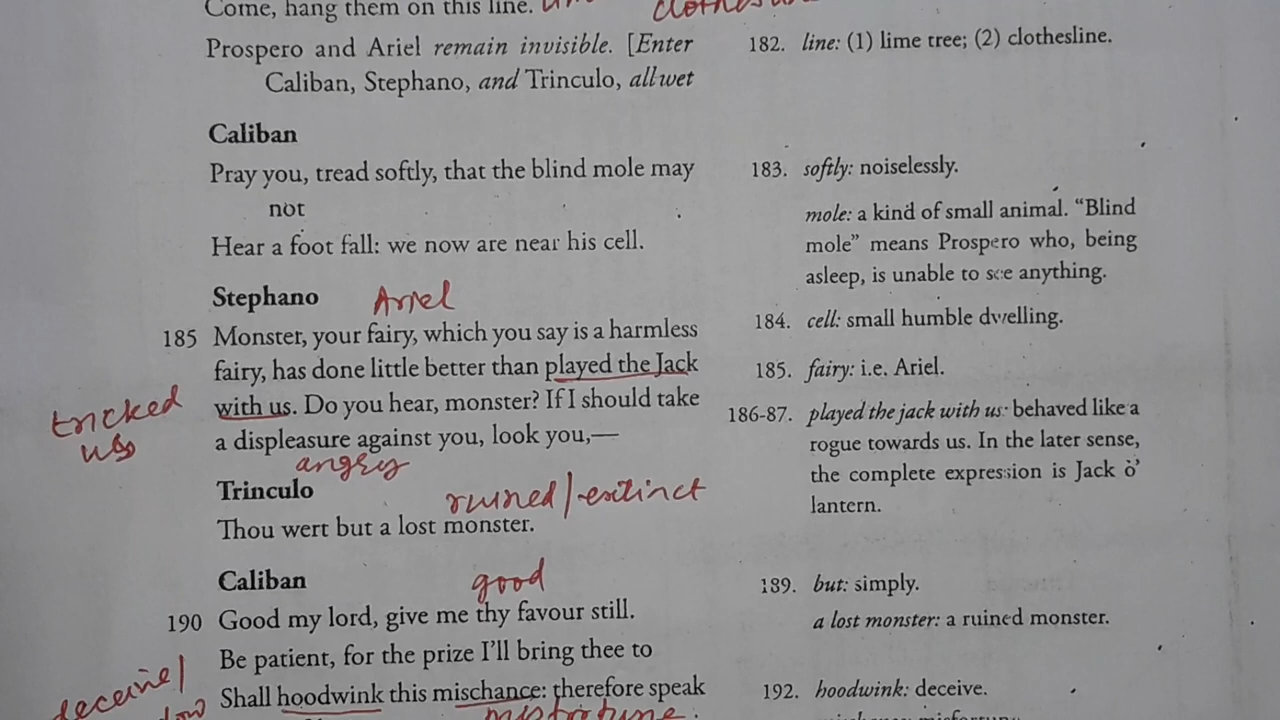 Come, hang them on this line.
Prospero and Ariel remain invisible. [Enter
Caliban, Stephano, and Trinculo, all wet
182. line: (1) lime tree; (2) clothesline.
Caliban
Pray you, tread softly, that the blind mole may
not
Hear a foot fall: we now are near his cell.
183. softly: noiselessly.
mole: a kind of small animal. “Blind
mole” means Prospero who, being
asleep, is unable to see anything.
Stephano Ariel
185 Monster, your fairy, which you say is a harmless
fairy, has done little better than played the Jack
with us. Do you hear, monster? If I should take
a displeasure against you, look you,—
tricked
us
angry
184. cell: small humble dwelling.
185. fairy: i.e. Ariel.
186-87. played the jack with us: behaved like a
rogue towards us. In the later sense,
the complete expression is Jack ò’
lantern.
Trinculo
ruined/extinct
Thou wert but a lost monster.
Caliban
good
190 Good my lord, give me thy favour still.
Be patient, for the prize I’ll bring thee to
Shall hoodwink this mischance: therefore speak
deceive/
misfortune
189. but: simply.
a lost monster: a ruined monster.
192. hoodwink: deceive.